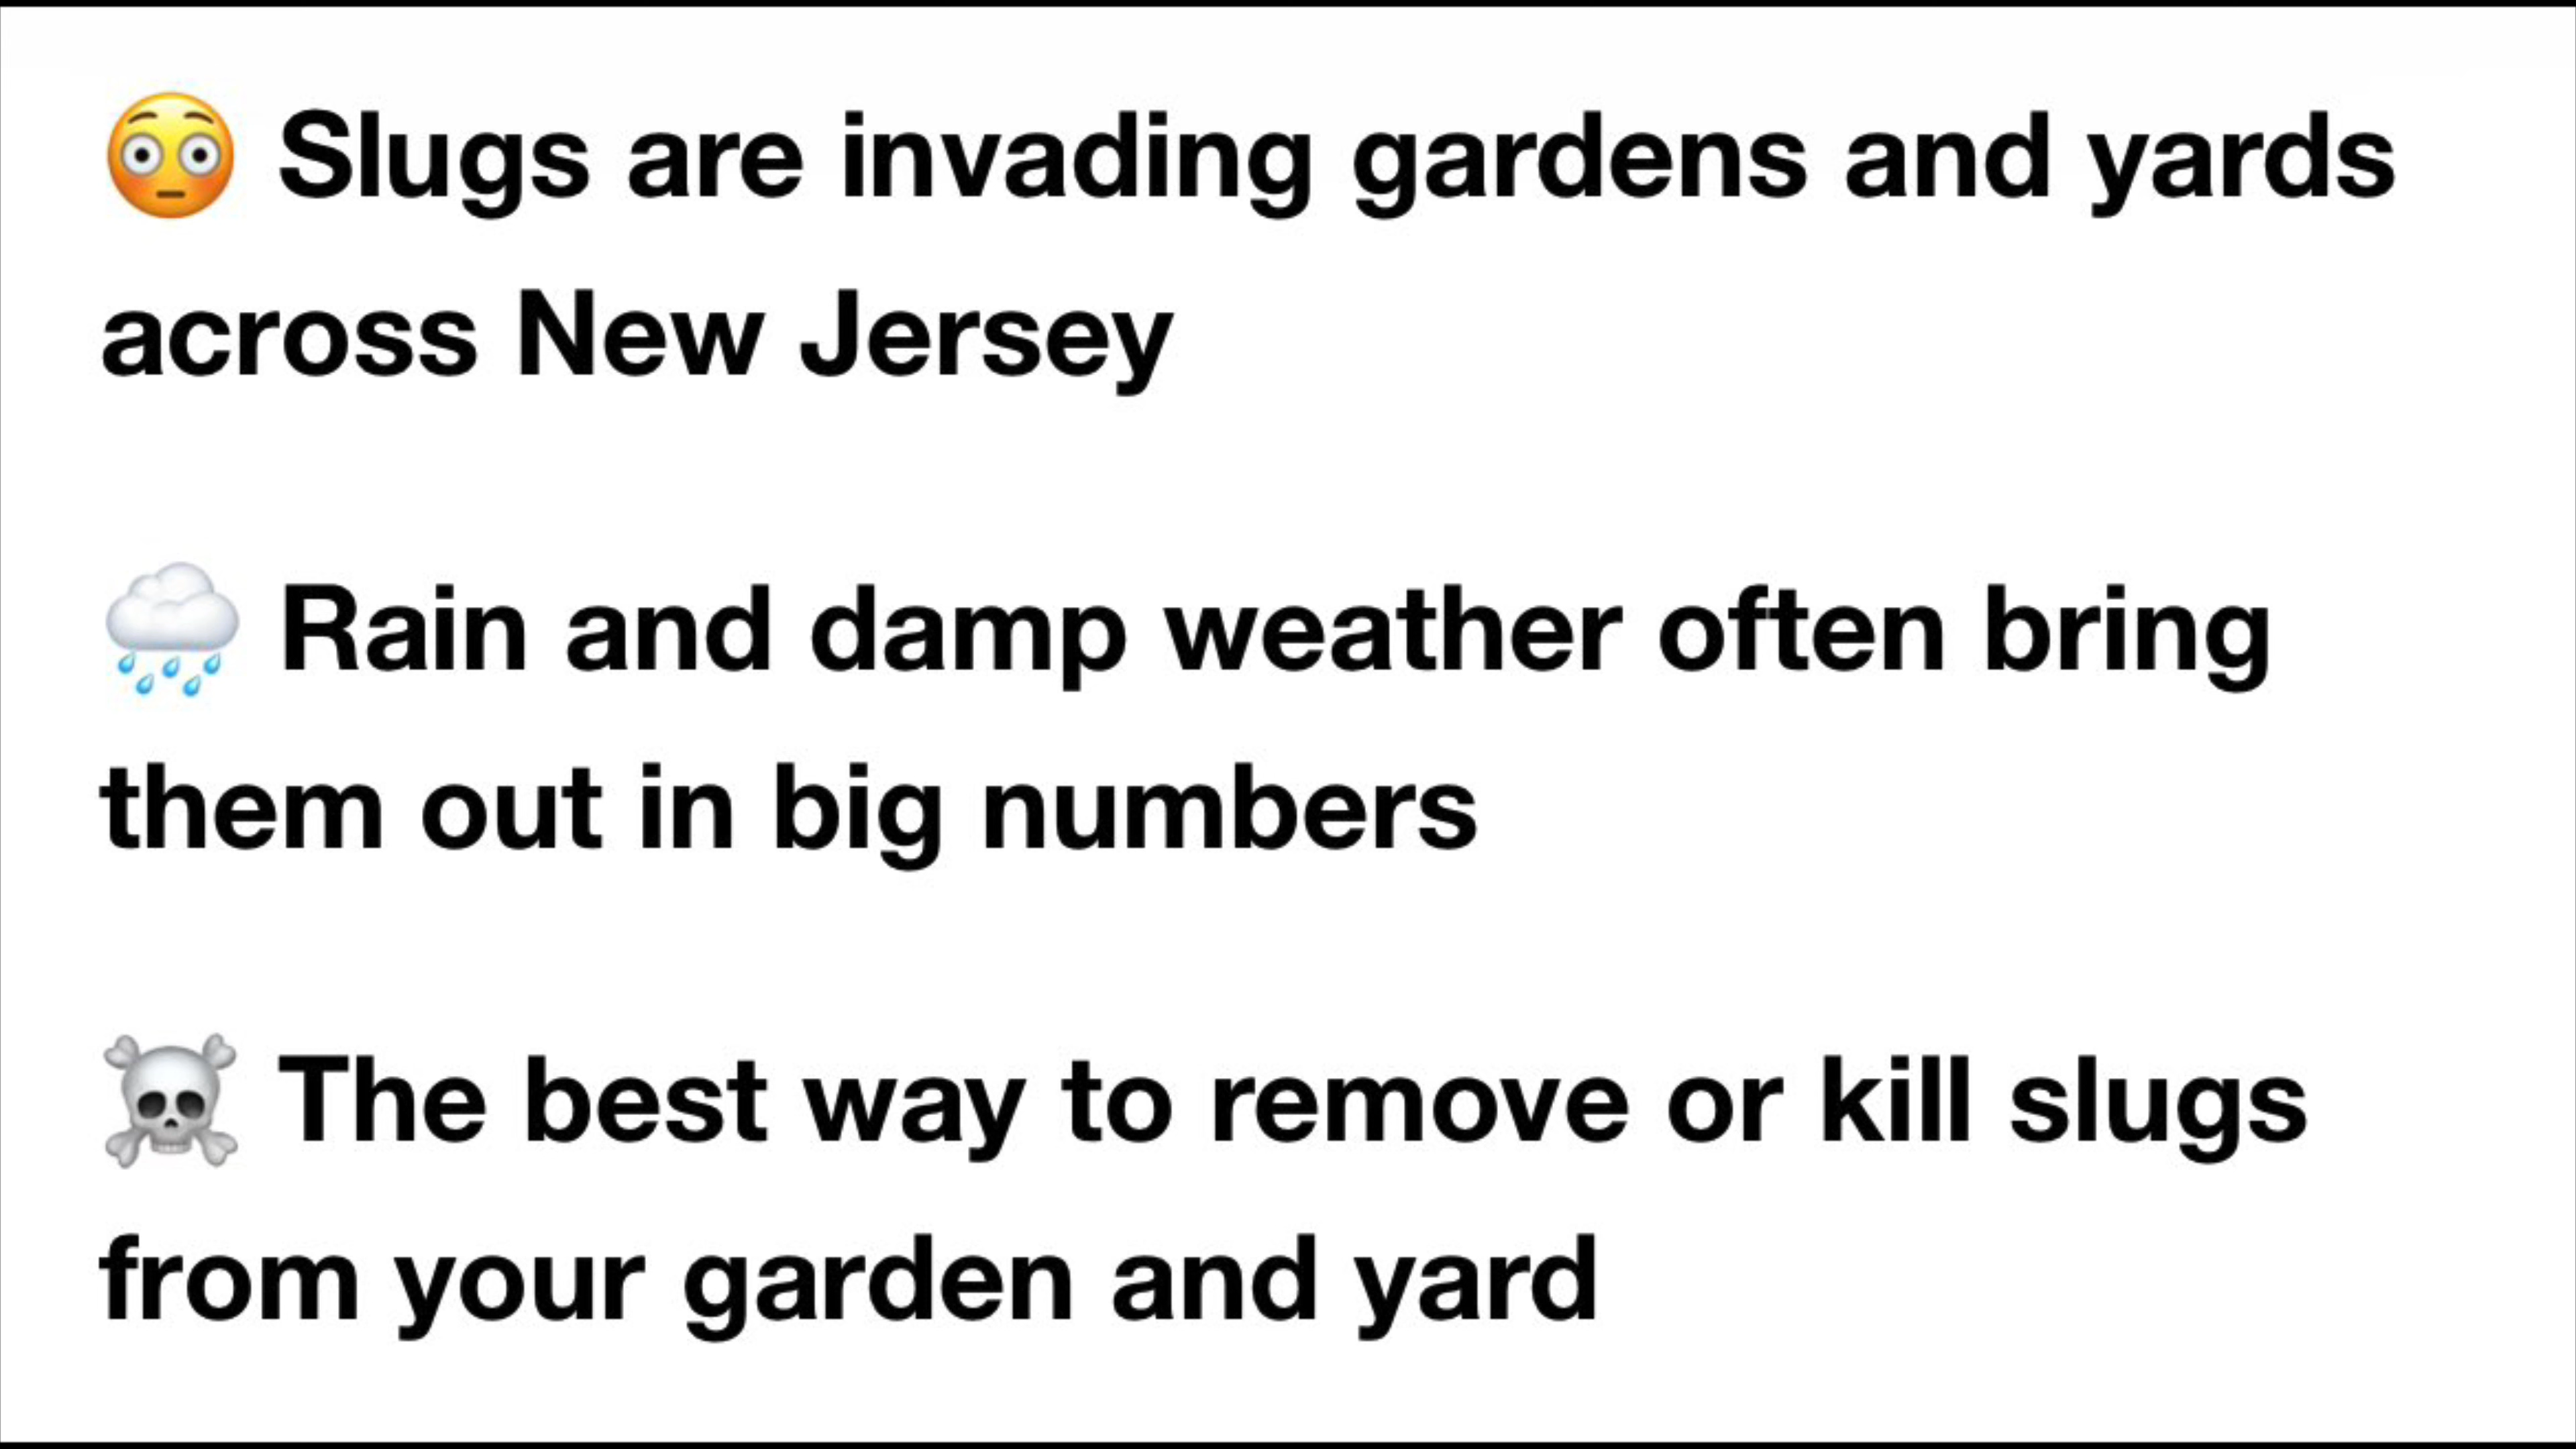 😳 Slugs are invading gardens and yards
across New Jersey
🌧️ Rain and damp weather often bring
them out in big numbers
☠️ The best way to remove or kill slugs
from your garden and yard